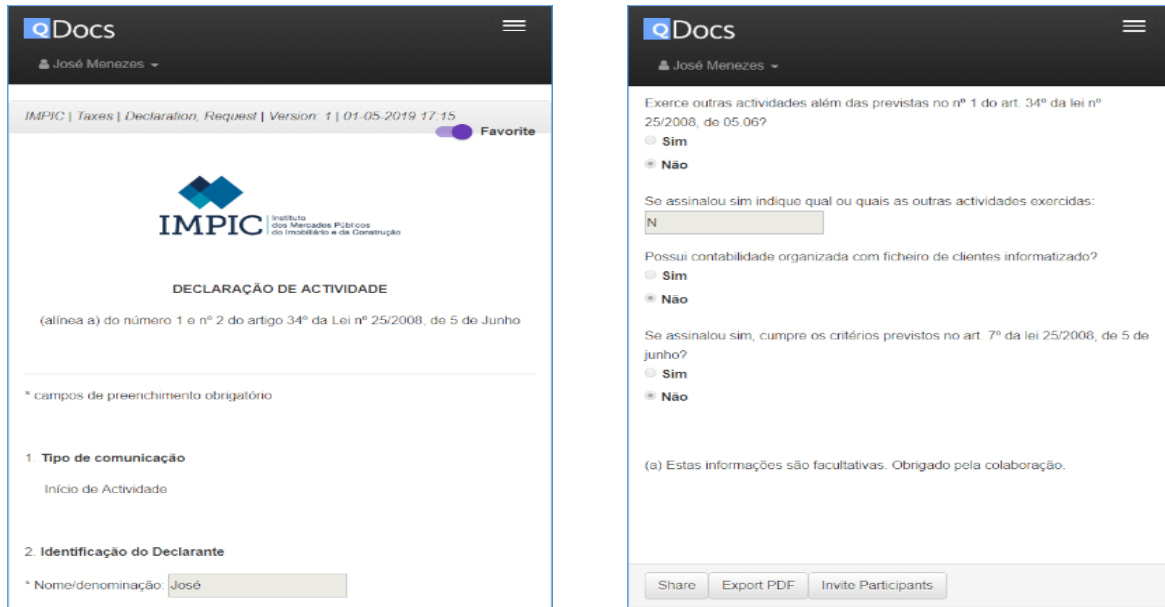 QDocs
José Menezes
IMPIC | Taxes | Declaration, Request | Version: 1 | 01-05-2019 17:15
Favorite
IMPIC
Instituto
dos Mercados Públicos
do Imobiliário e da Construção
DECLARAÇÃO DE ACTIVIDADE
(alínea a) do número 1 e nº 2 do artigo 34º da Lei nº 25/2008, de 5 de Junho
* campos de preenchimento obrigatório
1. Tipo de comunicação
Início de Actividade
2. Identificação do Declarante
* Nome/denominação: José
QDocs
José Menezes
Exerce outras actividades além das previstas no nº 1 do art. 34º da lei nº
25/2008, de 05.06?
Sim
Não
Se assinalou sim indique qual ou quais as outras actividades exercidas:
N
Possui contabilidade organizada com ficheiro de clientes informatizado?
Sim
Não
Se assinalou sim, cumpre os critérios previstos no art. 7º da lei 25/2008, de 5 de
junho?
Sim
Não
(a) Estas informações são facultativas. Obrigado pela colaboração.
Share Export PDF Invite Participants